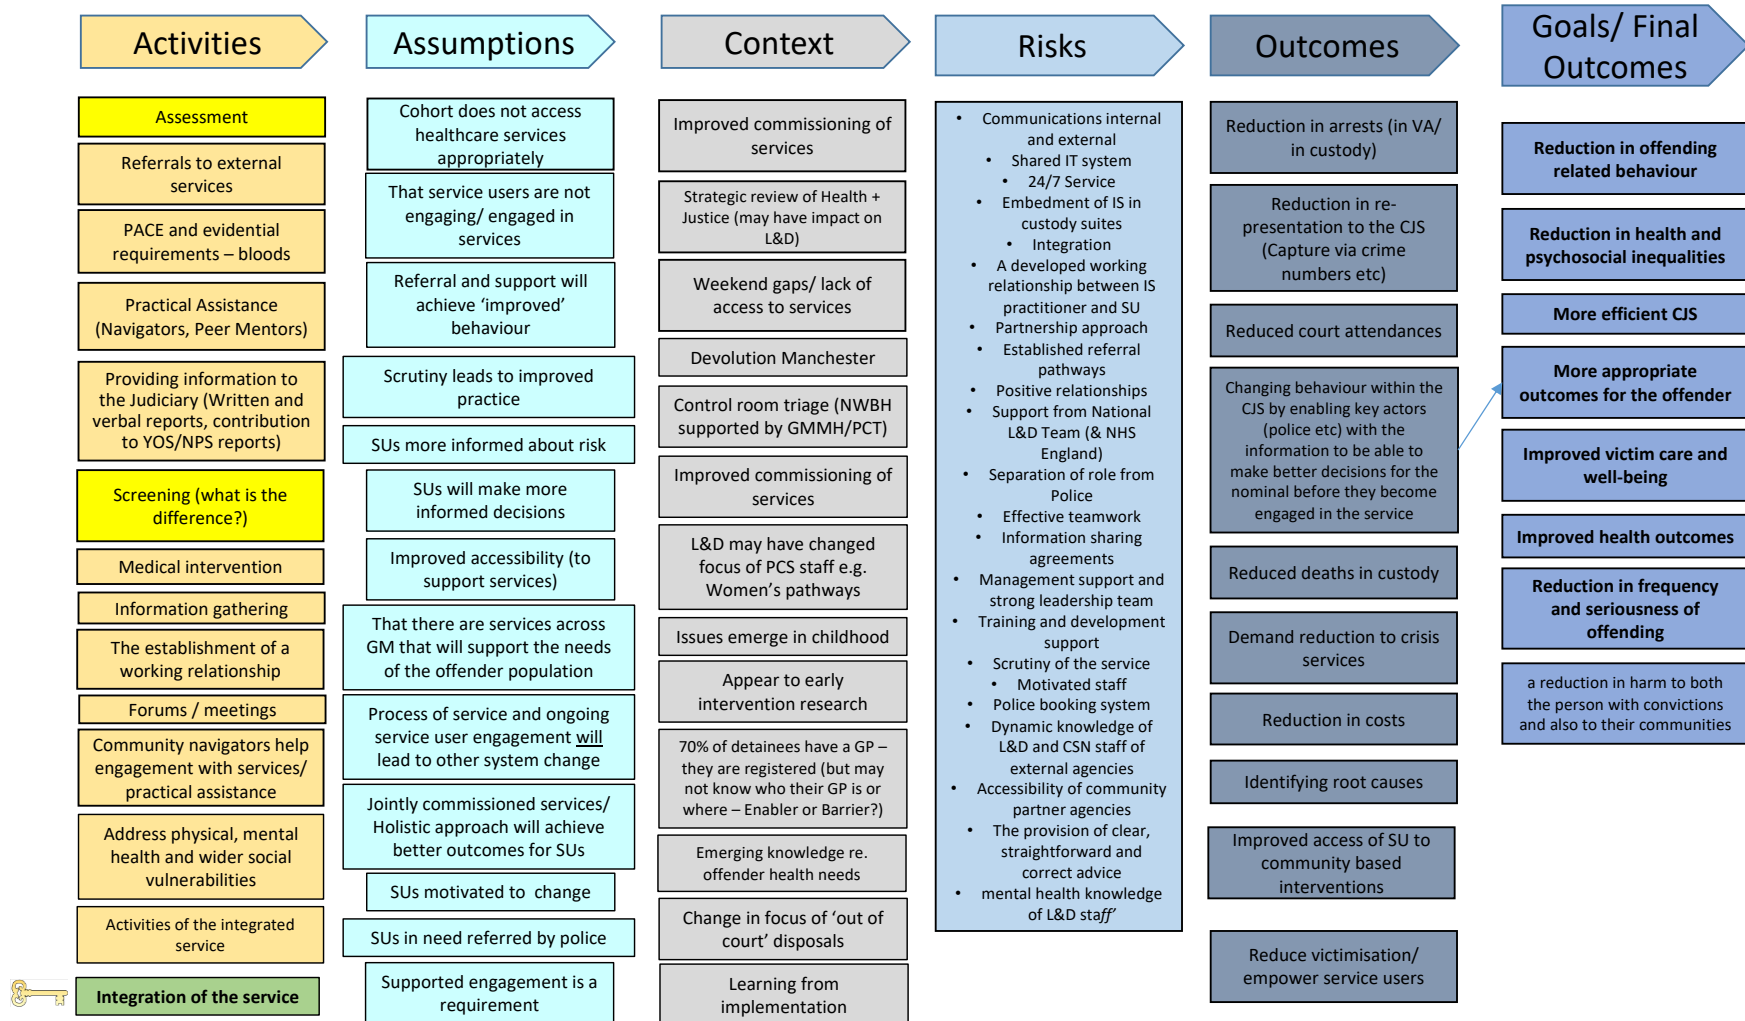 Activities
Assessment
Referrals to external
services
PACE and evidential
requirements – bloods
Practical Assistance
(Navigators, Peer Mentors)
Providing information to
the Judiciary (Written and
verbal reports, contribution
to YOS/NPS reports)
Screening (what is the
difference?)
Medical intervention
Information gathering
The establishment of a
working relationship
Forums / meetings
Community navigators help
engagement with services/
practical assistance
Address physical, mental
health and wider social
vulnerabilities
Activities of the integrated
service
Integration of the service
Assumptions
Cohort does not access
healthcare services
appropriately
That service users are not
engaging/ engaged in
services
Referral and support will
achieve ‘improved’
behaviour
Scrutiny leads to improved
practice
SUs more informed about risk
SUs will make more
informed decisions
Improved accessibility (to
support services)
That there are services across
GM that will support the needs
of the offender population
Process of service and ongoing
service user engagement will
lead to other system change
Jointly commissioned services/
Holistic approach will achieve
better outcomes for SUs
SUs motivated to change
SUs in need referred by police
Supported engagement is a
requirement
Context
Improved commissioning of
services
Strategic review of Health +
Justice (may have impact on
L&D)
Weekend gaps/ lack of
access to services
Devolution Manchester
Control room triage (NWBH
supported by GMMH/PCT)
Improved commissioning of
services
L&D may have changed
focus of PCS staff e.g.
Women’s pathways
Issues emerge in childhood
Appear to early
intervention research
70% of detainees have a GP –
they are registered (but may
not know who their GP is or
where – Enabler or Barrier?)
Emerging knowledge re.
offender health needs
Change in focus of ‘out of
court’ disposals
Learning from
implementation
Risks
• Communications internal
and external
• Shared IT system
• 24/7 Service
• Embedment of IS in
custody suites
• Integration
• A developed working
relationship between IS
practitioner and SU
• Partnership approach
• Established referral
pathways
• Positive relationships
• Support from National
L&D Team (& NHS
England)
• Separation of role from
Police
• Effective teamwork
• Information sharing
agreements
• Management support and
strong leadership team
• Training and development
support
• Scrutiny of the service
• Motivated staff
• Police booking system
• Dynamic knowledge of
L&D and CSN staff of
external agencies
• Accessibility of community
partner agencies
• The provision of clear,
straightforward and
correct advice
• mental health knowledge
of L&D staff’
Outcomes
Reduction in arrests (in VA/
in custody)
Reduction in re-
presentation to the CJS
(Capture via crime
numbers etc)
Reduced court attendances
Changing behaviour within the
CJS by enabling key actors
(police etc) with the
information to be able to
make better decisions for the
nominal before they become
engaged in the service
Reduced deaths in custody
Demand reduction to crisis
services
Reduction in costs
Identifying root causes
Improved access of SU to
community based
interventions
Reduce victimisation/
empower service users
Goals/ Final
Outcomes
Reduction in offending
related behaviour
Reduction in health and
psychosocial inequalities
More efficient CJS
More appropriate
outcomes for the offender
Improved victim care and
well-being
Improved health outcomes
Reduction in frequency
and seriousness of
offending
a reduction in harm to both
the person with convictions
and also to their communities